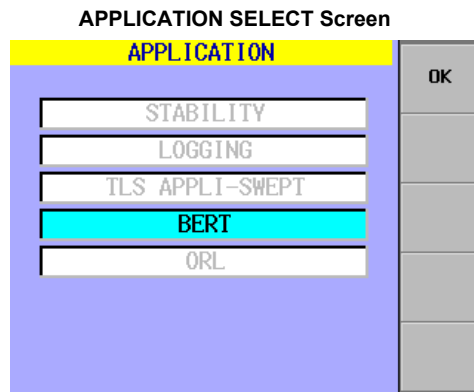 APPLICATION SELECT Screen
APPLICATION
OK
STABILITY
LOGGING
TLS APPLI-SWEPT
BERT
ORL